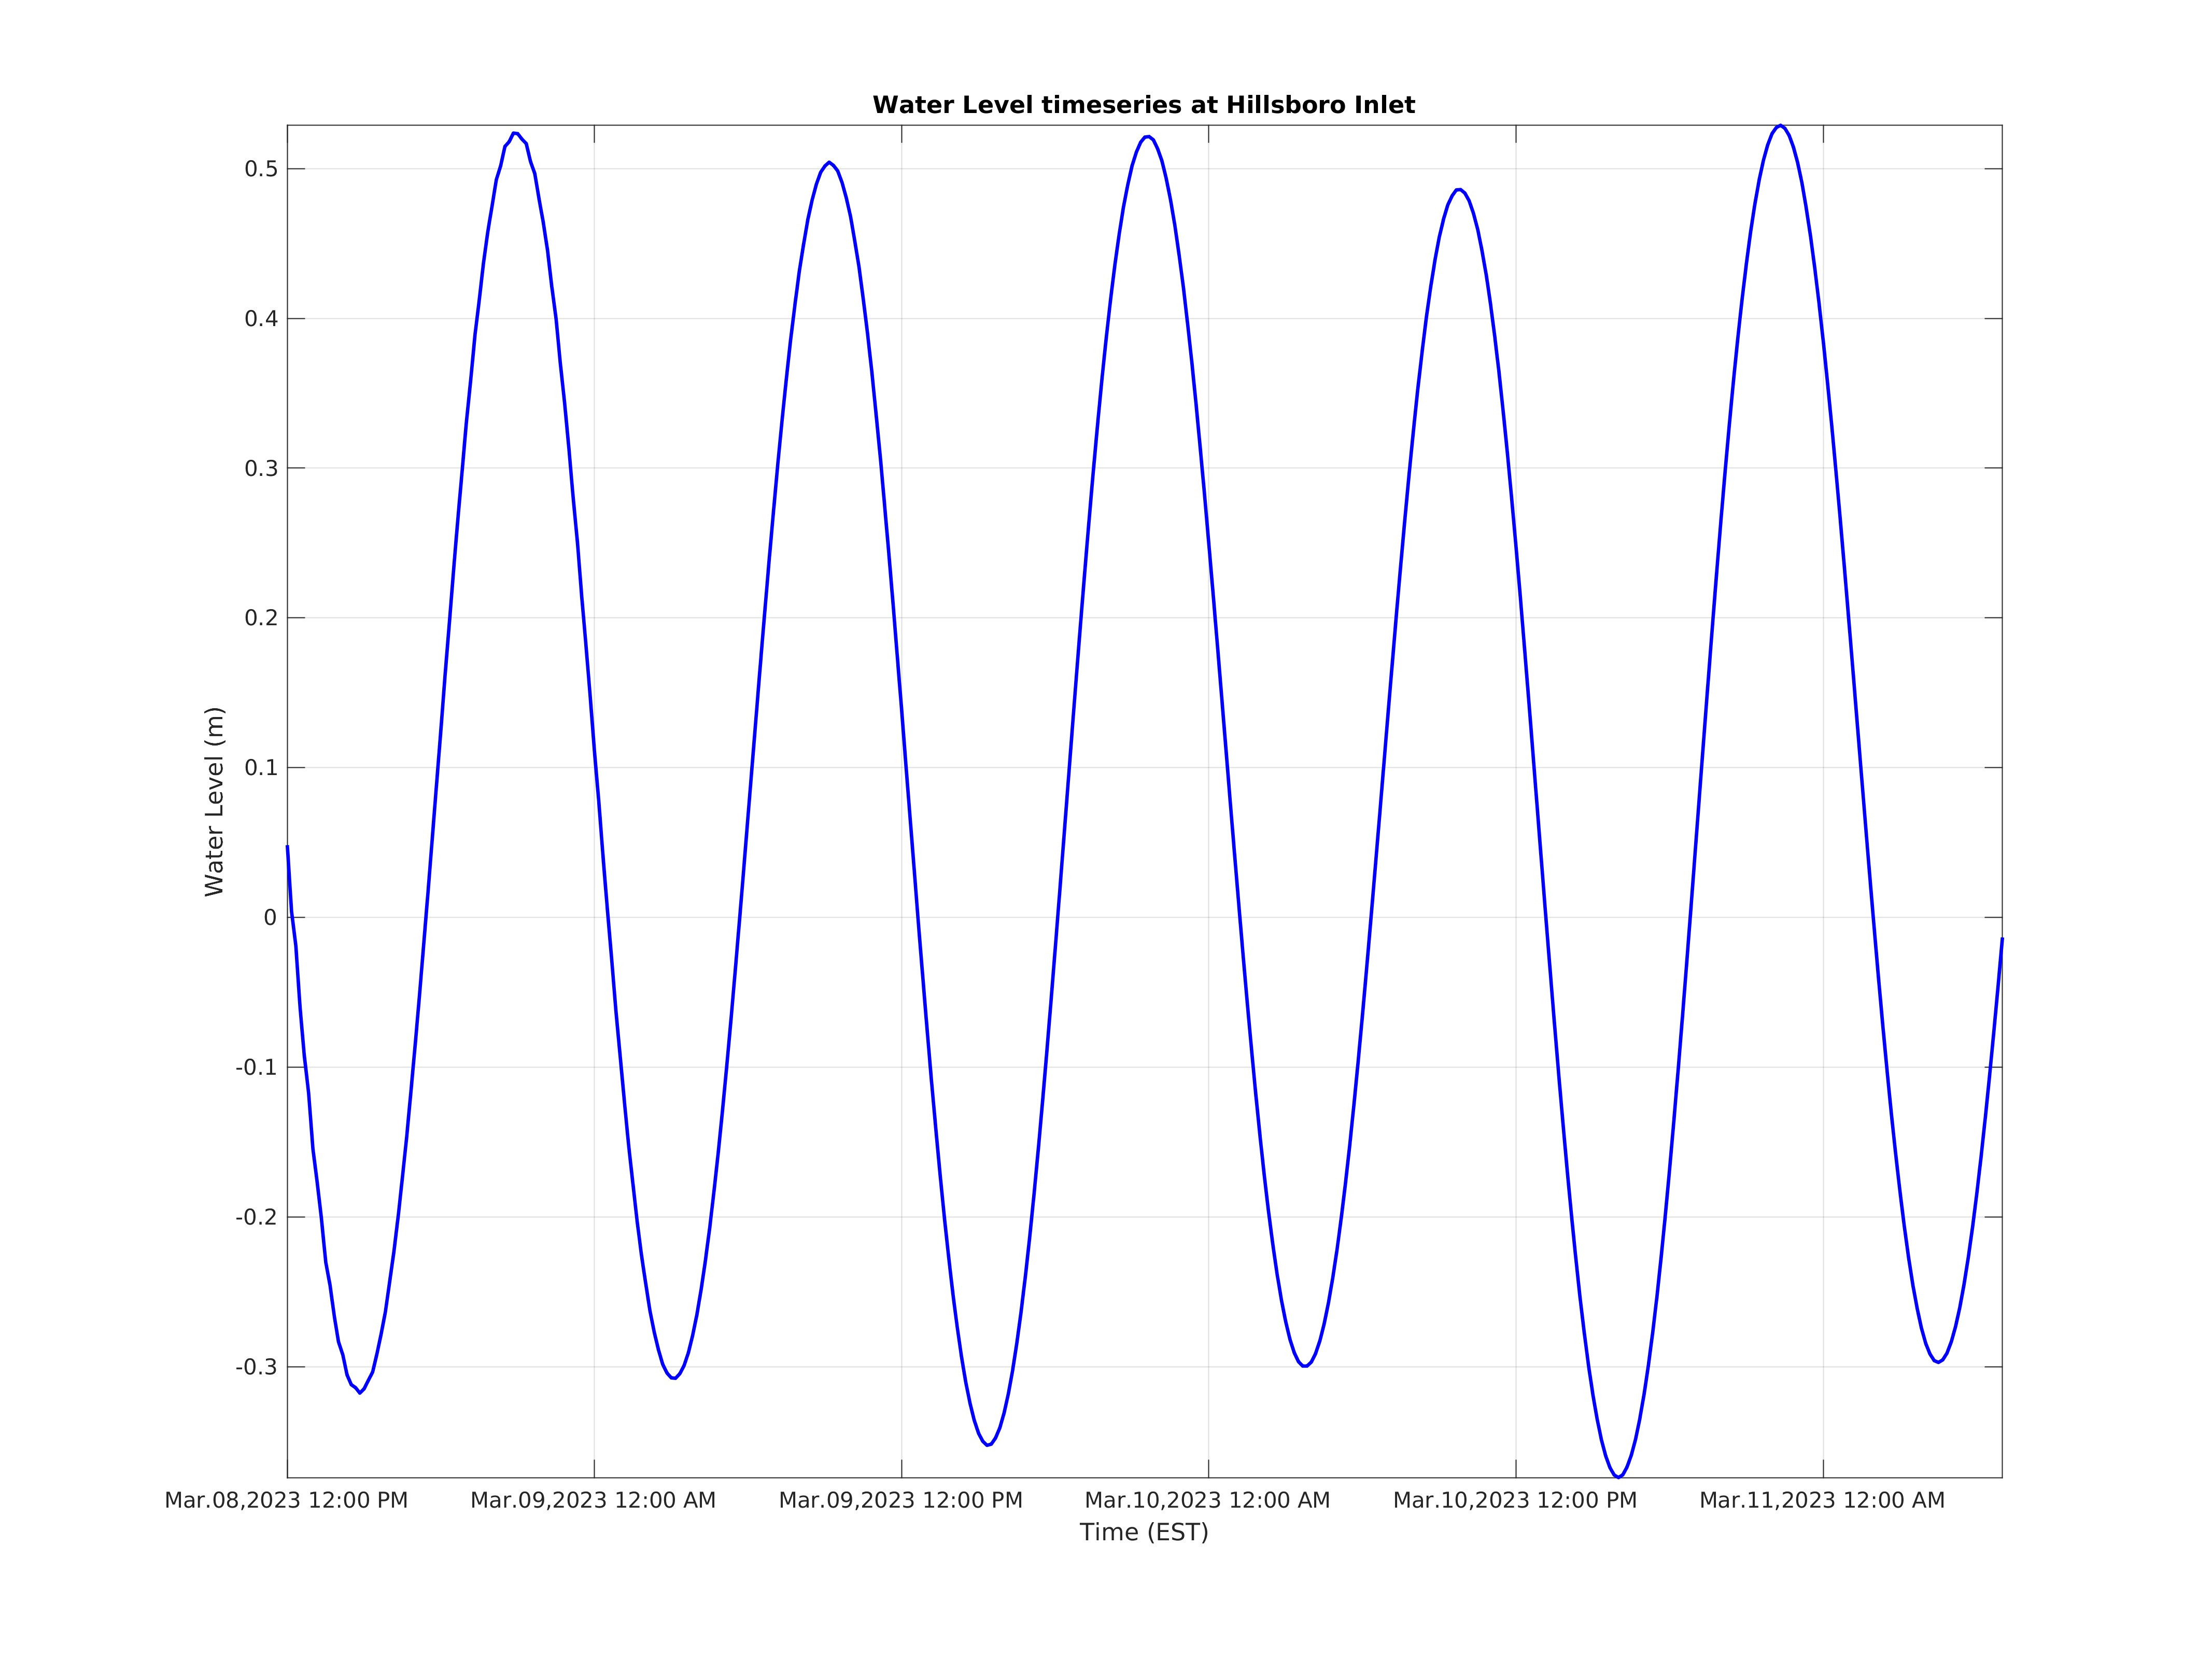 Water Level timeseries at Hillsboro Inlet
0.5
0.4
0.3
0.2
0.1
0
-0.1
-0.2
-0.3
Water Level (m)
Mar.08,2023 12:00 PM Mar.09,2023 12:00 AM Mar.09,2023 12:00 PM Mar.10,2023 12:00 AM Mar.10,2023 12:00 PM Mar.11,2023 12:00 AM
Time (EST)